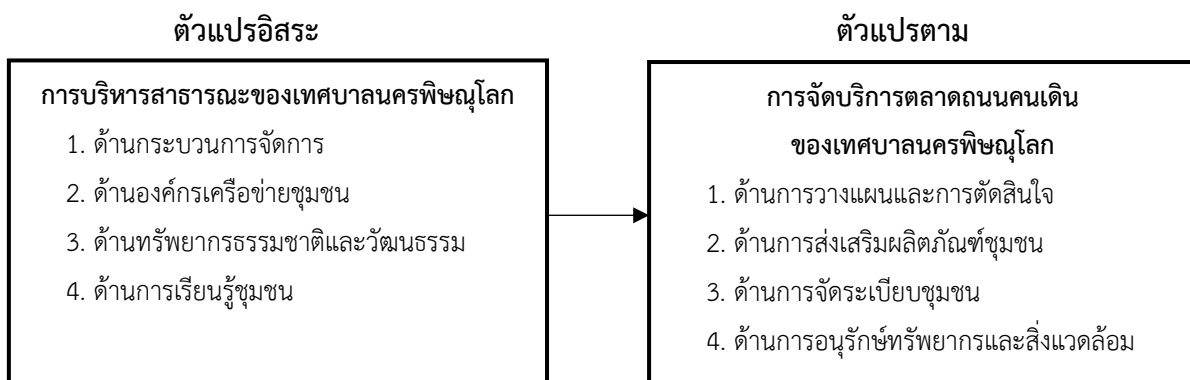 ตัวแปรอิสระ
การบริหารสาธารณะของเทศบาลนครพิษณุโลก
1. ด้านกระบวนการจัดการ
2. ด้านองค์กรเครือข่ายชุมชน
3. ด้านทรัพยากรธรรมชาติและวัฒนธรรม
4. ด้านการเรียนรู้ชุมชน
ตัวแปรตาม
การจัดบริการตลาดถนนคนเดิน
ของเทศบาลนครพิษณุโลก
1. ด้านการวางแผนและการตัดสินใจ
2. ด้านการส่งเสริมผลิตภัณฑ์ชุมชน
3. ด้านการจัดระเบียบชุมชน
4. ด้านการอนุรักษ์ทรัพยากรและสิ่งแวดล้อม